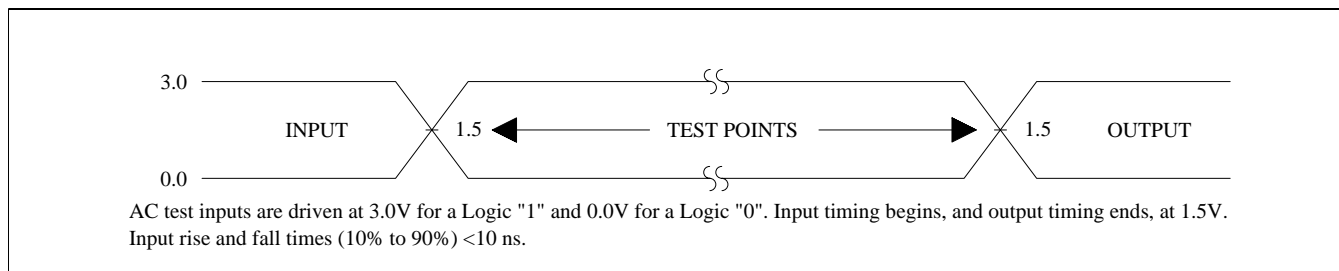 3.0
INPUT 1.5 TEST POINTS 1.5 OUTPUT
0.0
AC test inputs are driven at 3.0V for a Logic "1" and 0.0V for a Logic "0". Input timing begins, and output timing ends, at 1.5V.
Input rise and fall times (10% to 90%) <10 ns.